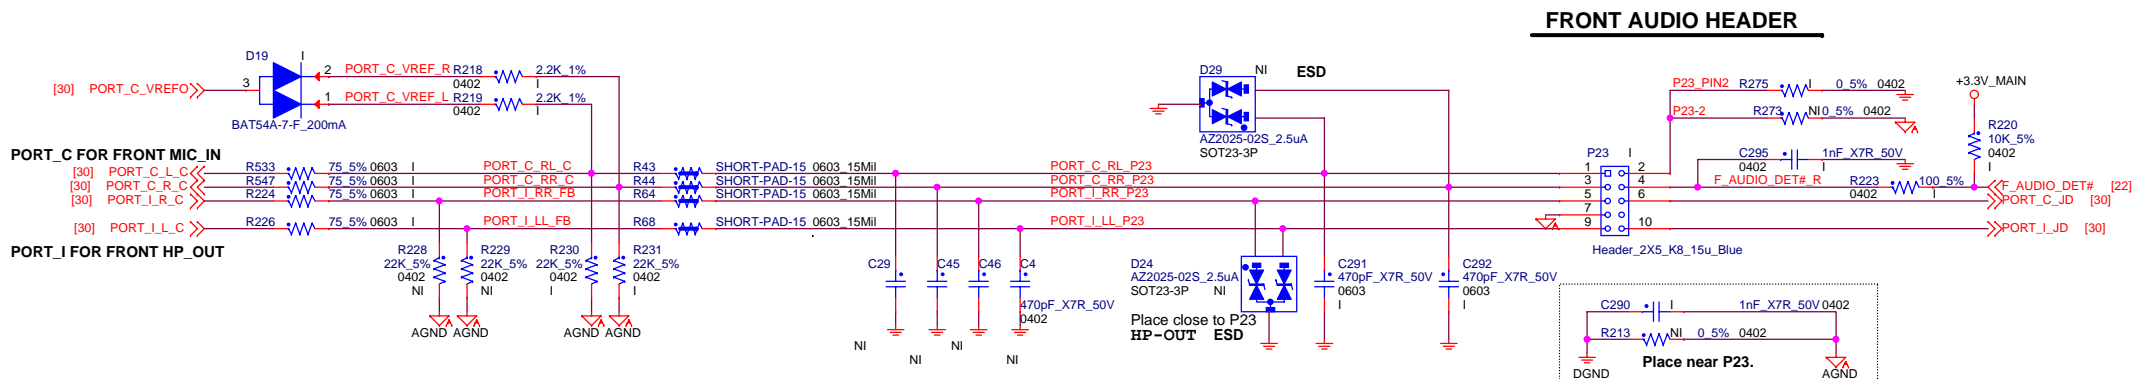 FRONT AUDIO HEADER
D19 I
[30] PORT_C_VREFO
3
2 PORT_C_VREF_R R218 2.2K_1%
0402 I
1 PORT_C_VREF_L R219 2.2K_1%
0402 I
BAT54A-7-F_200mA
D29 NI ESD
AZ2025-02S_2.5uA
SOT23-3P
P23_PIN2 R275 I 0_5% 0402
P23-2 R273 NI 0_5% 0402
+3.3V_MAIN
R220
10K_5%
0402
I
PORT_C FOR FRONT MIC_IN
[30] PORT_C_L_C R533 75_5% 0603 I PORT_C_RL_C R43 SHORT-PAD-15 0603_15Mil PORT_C_RL_P23
[30] PORT_C_R_C R547 75_5% 0603 I PORT_C_RR_C R44 SHORT-PAD-15 0603_15Mil PORT_C_RR_P23
[30] PORT_I_R_C R224 75_5% 0603 I PORT_I_RR_FB R64 SHORT-PAD-15 0603_15Mil PORT_I_RR_P23
[30] PORT_I_L_C R226 75_5% 0603 I PORT_I_LL_FB R68 SHORT-PAD-15 0603_15Mil PORT_I_LL_P23
.
PORT_I FOR FRONT HP_OUT
P23 I
1 2
3 4
5 6
7
9 10
Header_2X5_K8_15u_Blue
C295 1nF_X7R_50V
0402 I
F_AUDIO_DET#_R R223 100_5%
0402 I
F_AUDIO_DET# [22]
PORT_C_JD [30]
PORT_I_JD [30]
R228
22K_5%
0402
NI
AGND
R229
22K_5%
0402
NI
AGND
R230
22K_5%
0402
I
AGND
R231
22K_5%
0402
I
AGND
C29 C45 C46 C4
470pF_X7R_50V
0402
NI NI NI NI
D24
AZ2025-02S_2.5uA
SOT23-3P NI
Place close to P23
HP-OUT ESD
C291
470pF_X7R_50V
0603
I
C292
470pF_X7R_50V
0603
I
C290 I 1nF_X7R_50V 0402
R213 NI 0_5% 0402
Place near P23.
DGND AGND